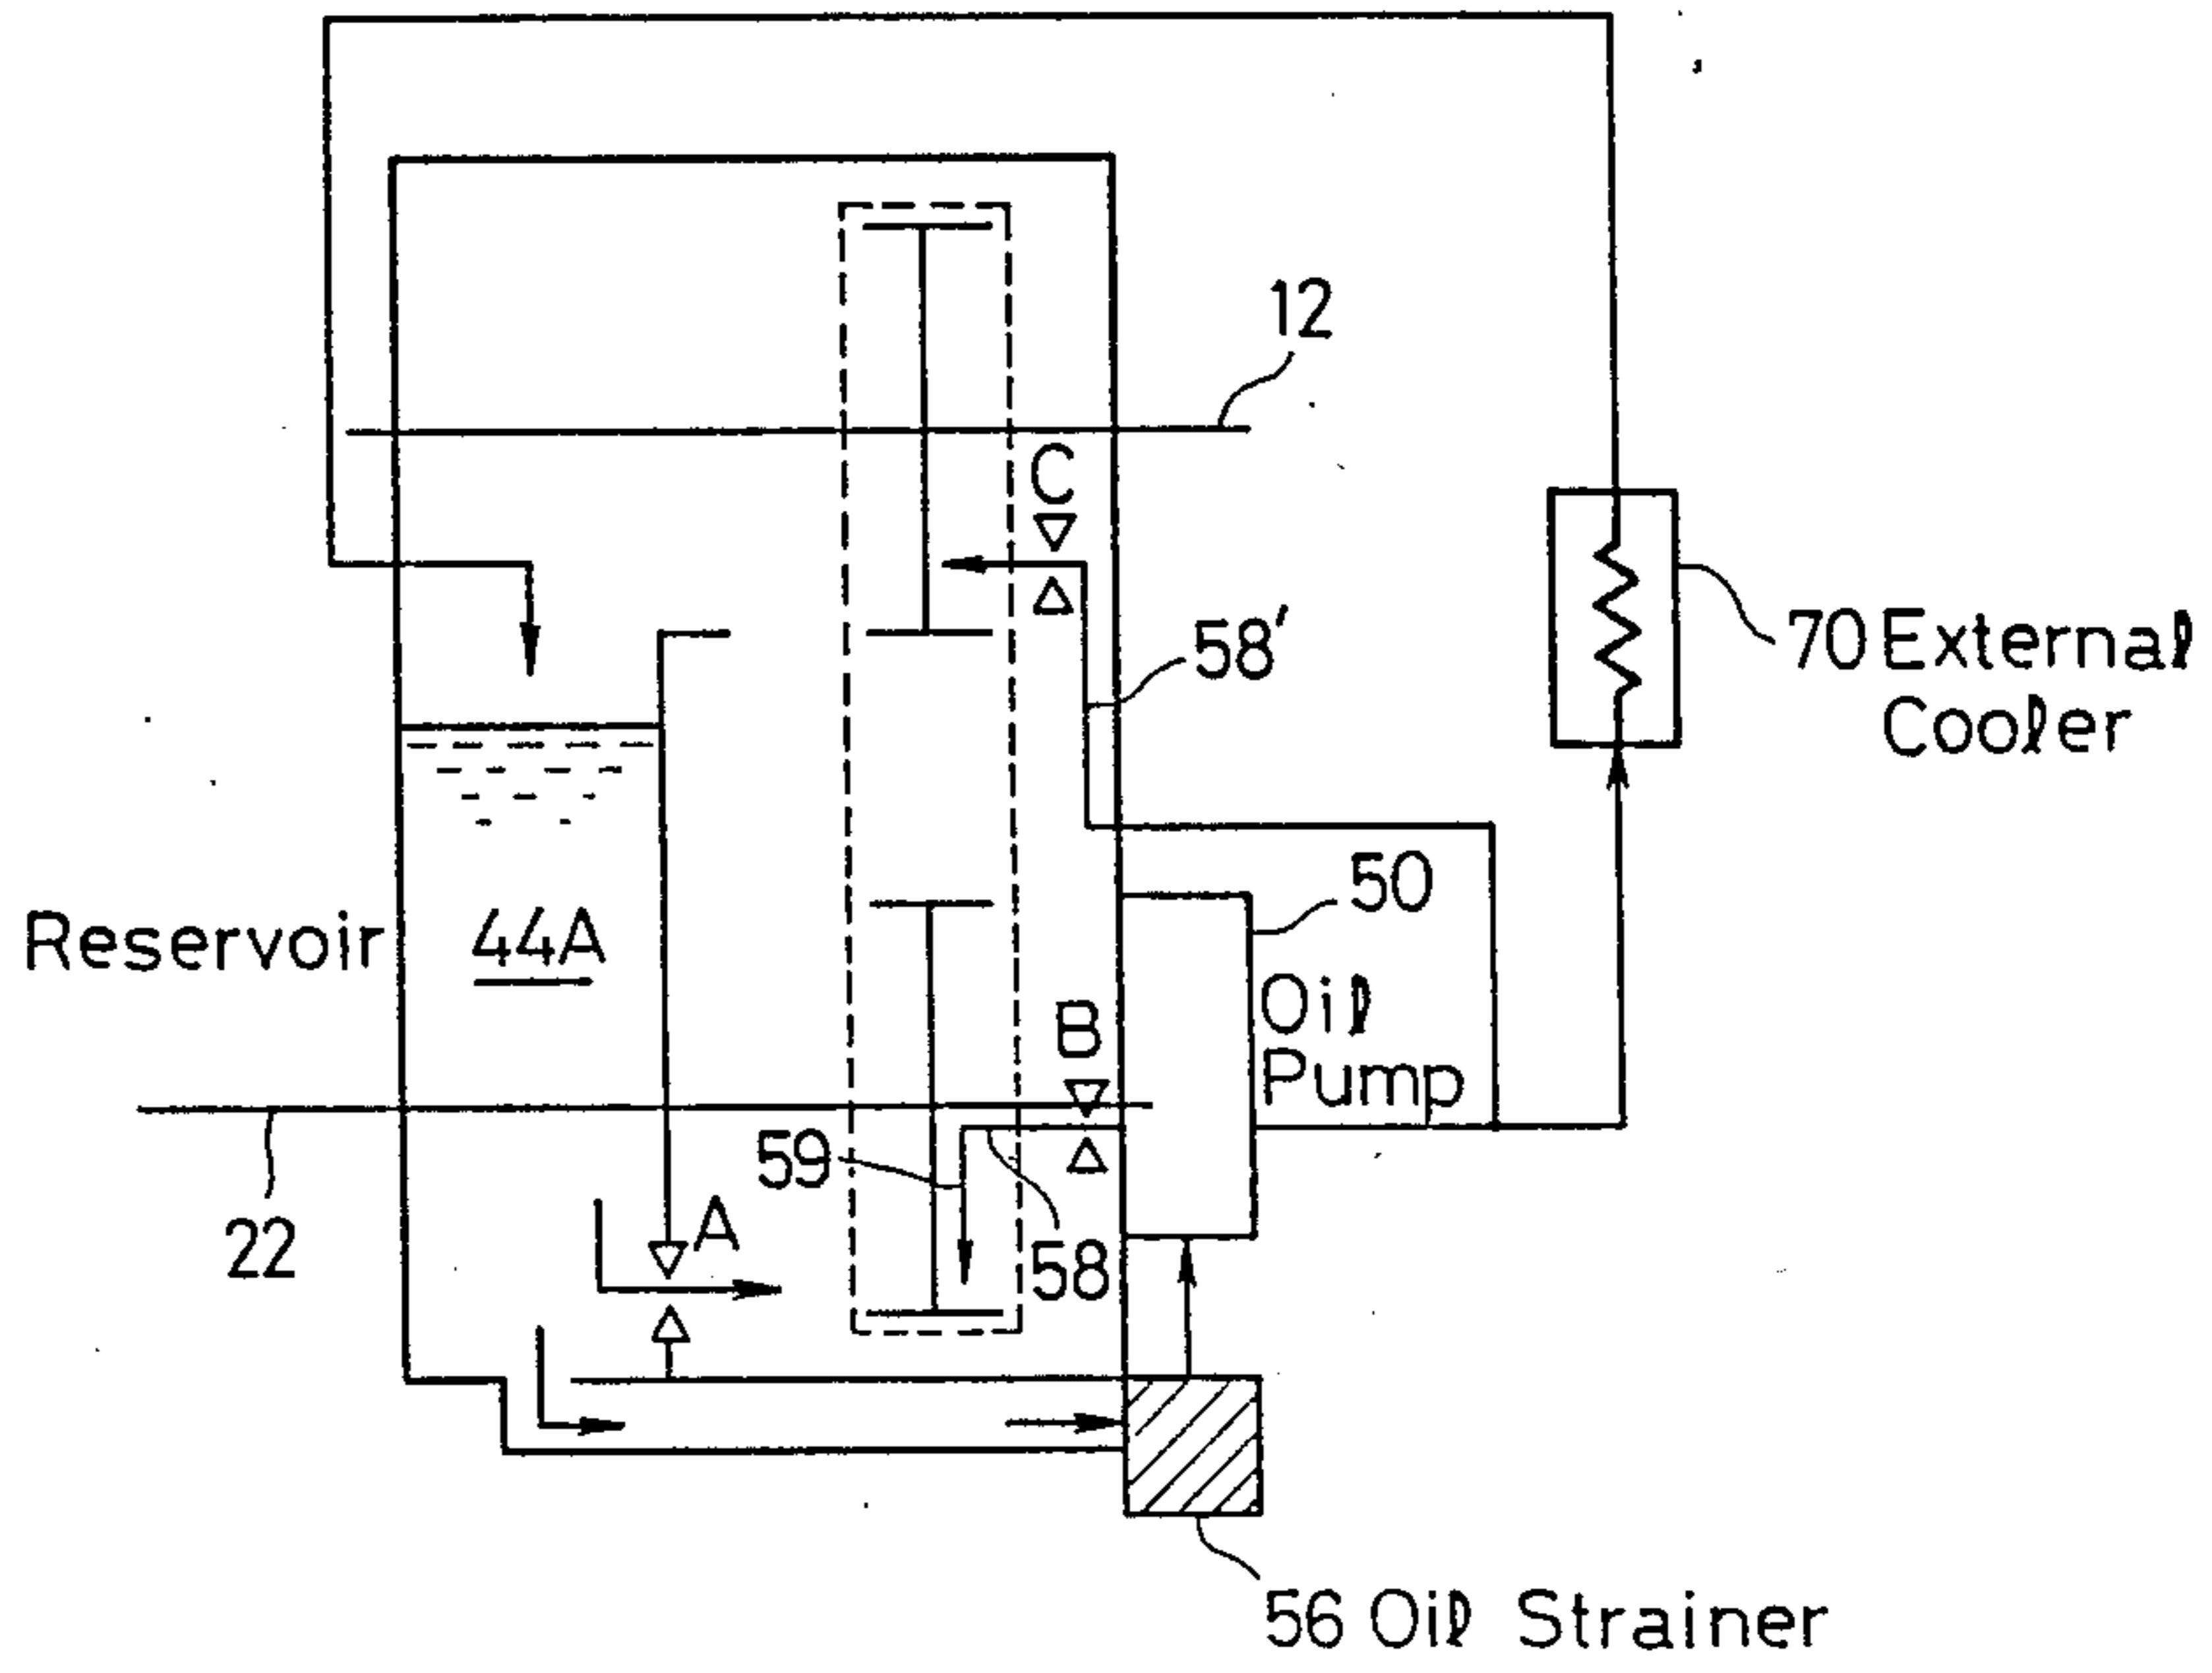 12
C
58'
70 External
Cooler
50
Reservoir
44A
Oil
Pump
B
59
58
22
A
56 Oil Strainer